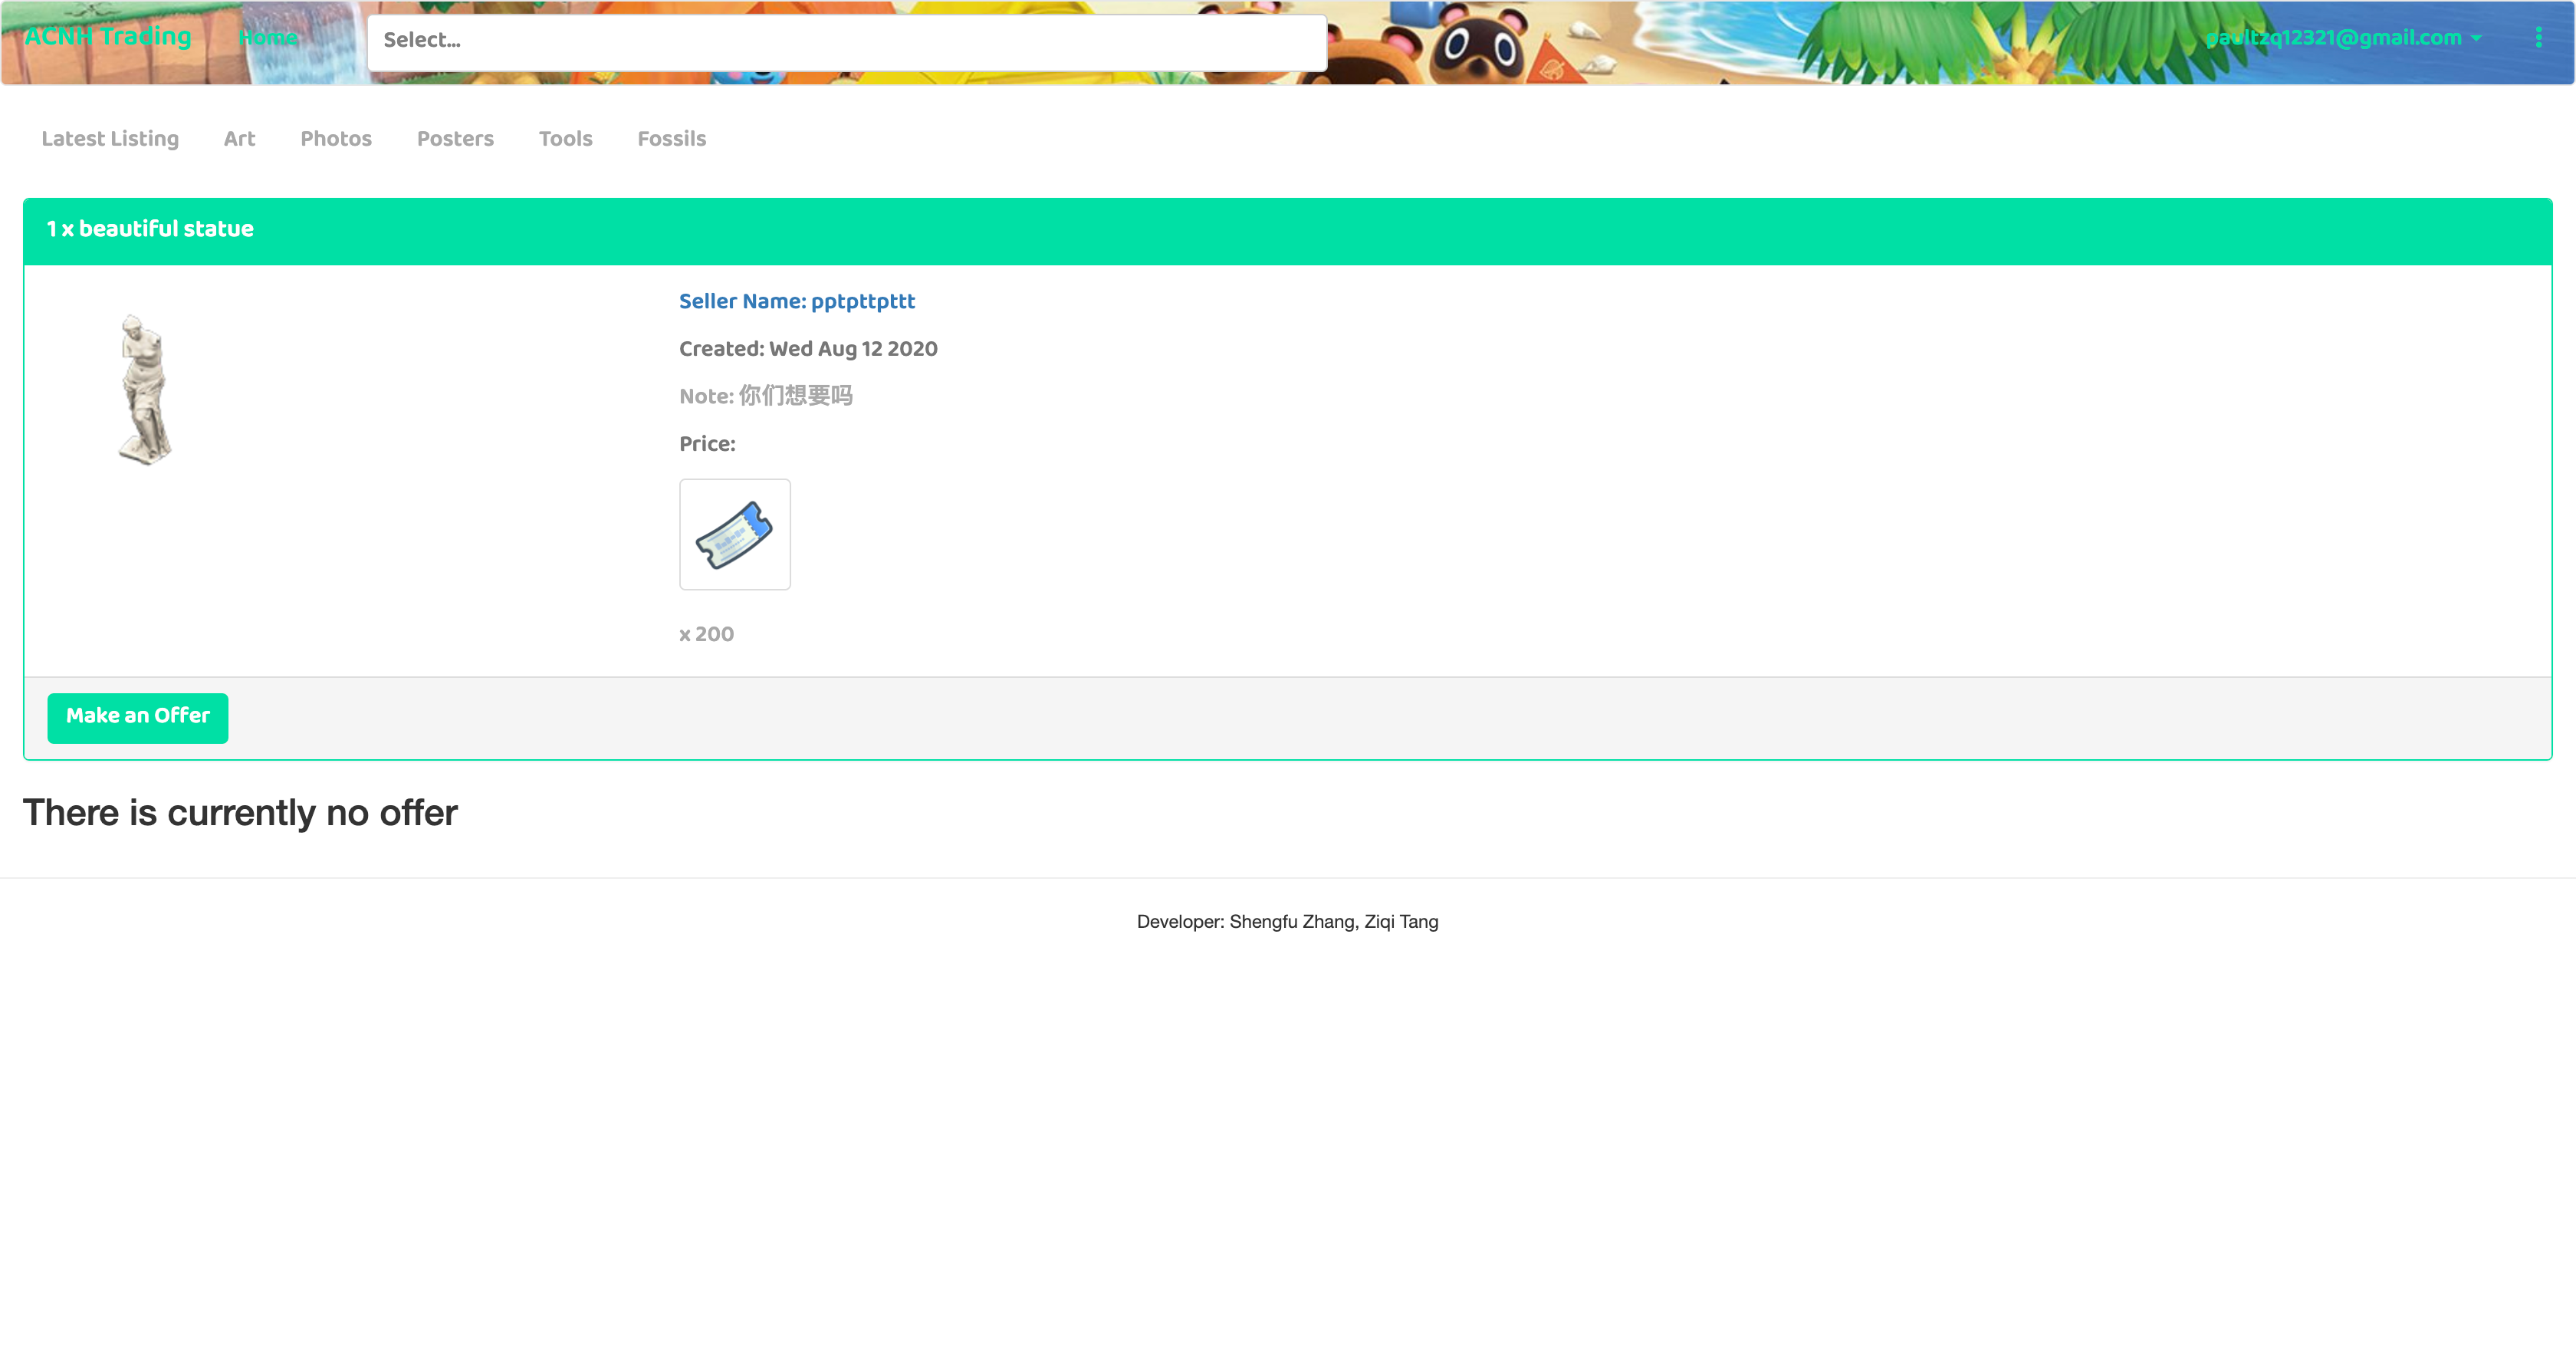 ACNH Trading Home Select... paultzq12321@gmail.com
Latest Listing Art Photos Posters Tools Fossils
1 x beautiful statue
Seller Name: pptpttpttt
Created: Wed Aug 12 2020
Note: 你们想要吗
Price:
x 200
Make an Offer
There is currently no offer
Developer: Shengfu Zhang, Ziqi Tang